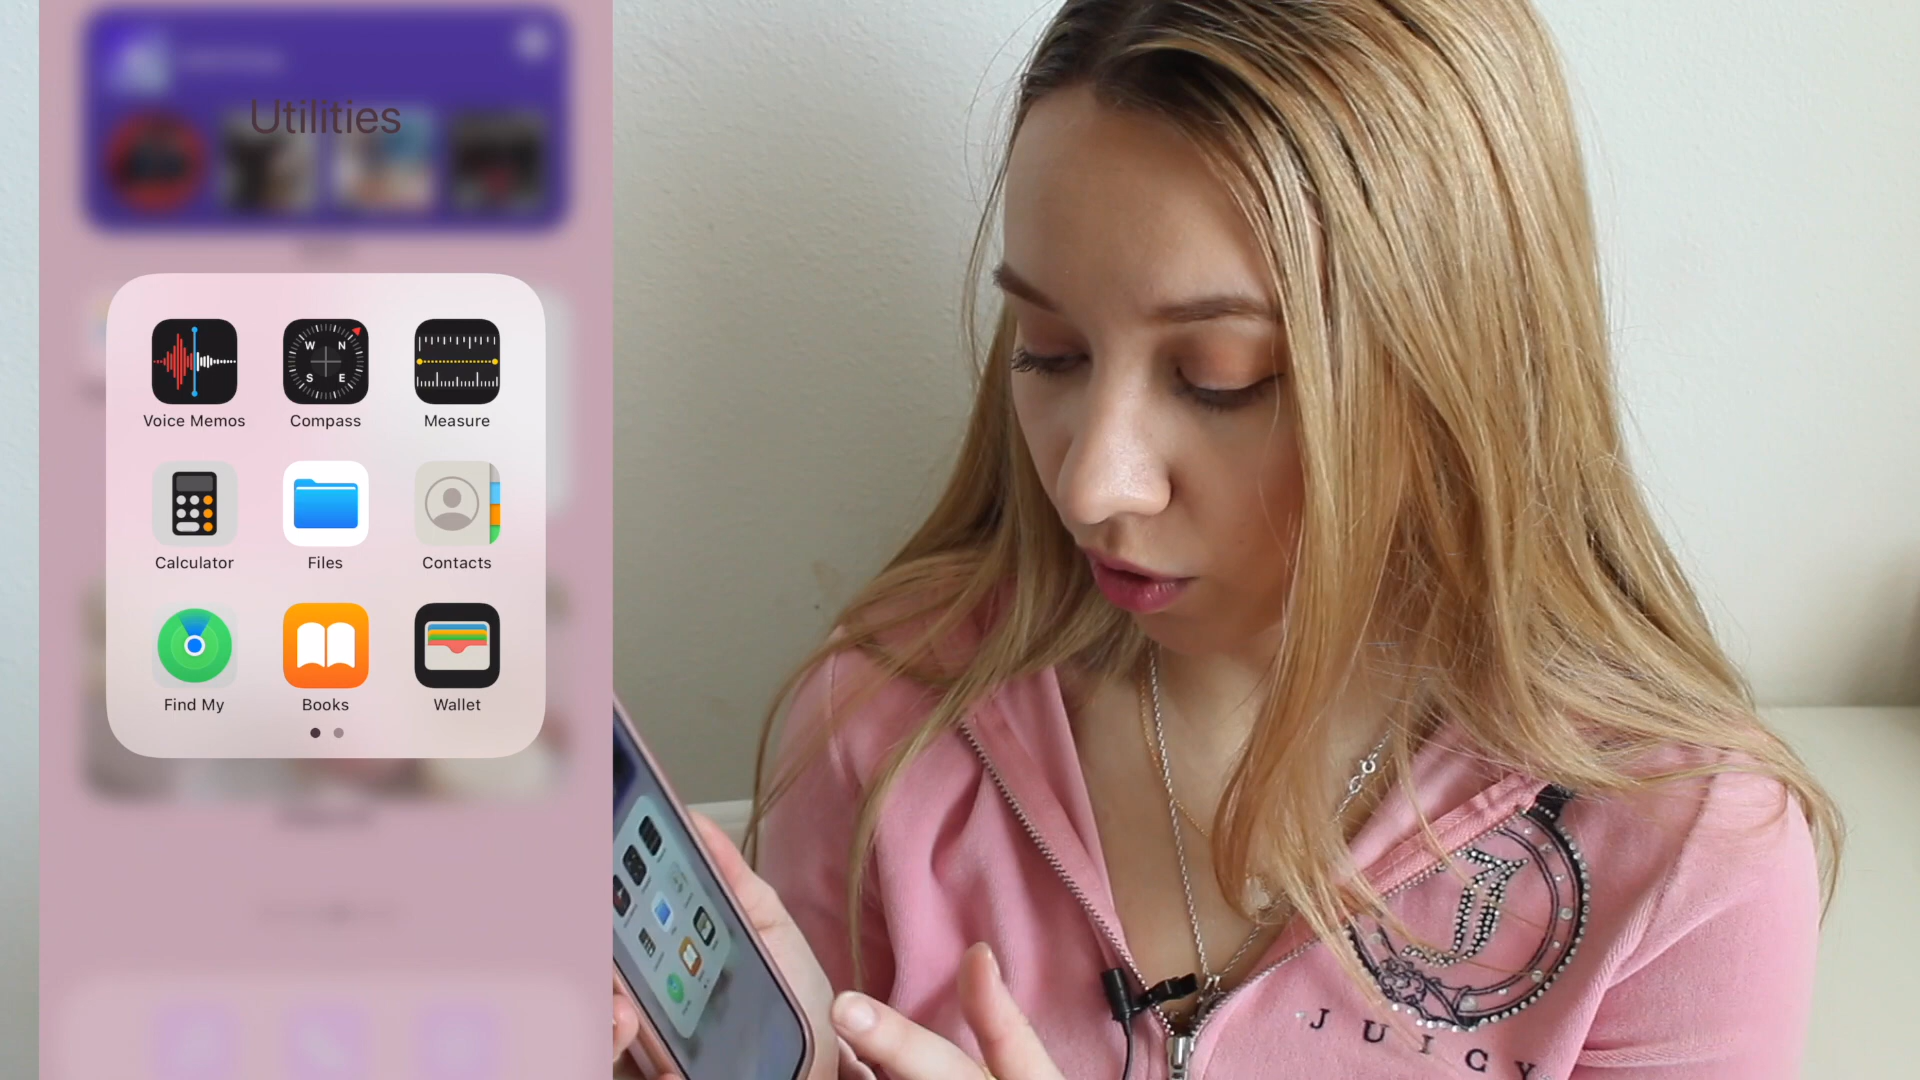 Utilities
W N
S E
Voice Memos Compass Measure
Calculator Files Contacts
Find My Books Wallet
J
JUICY